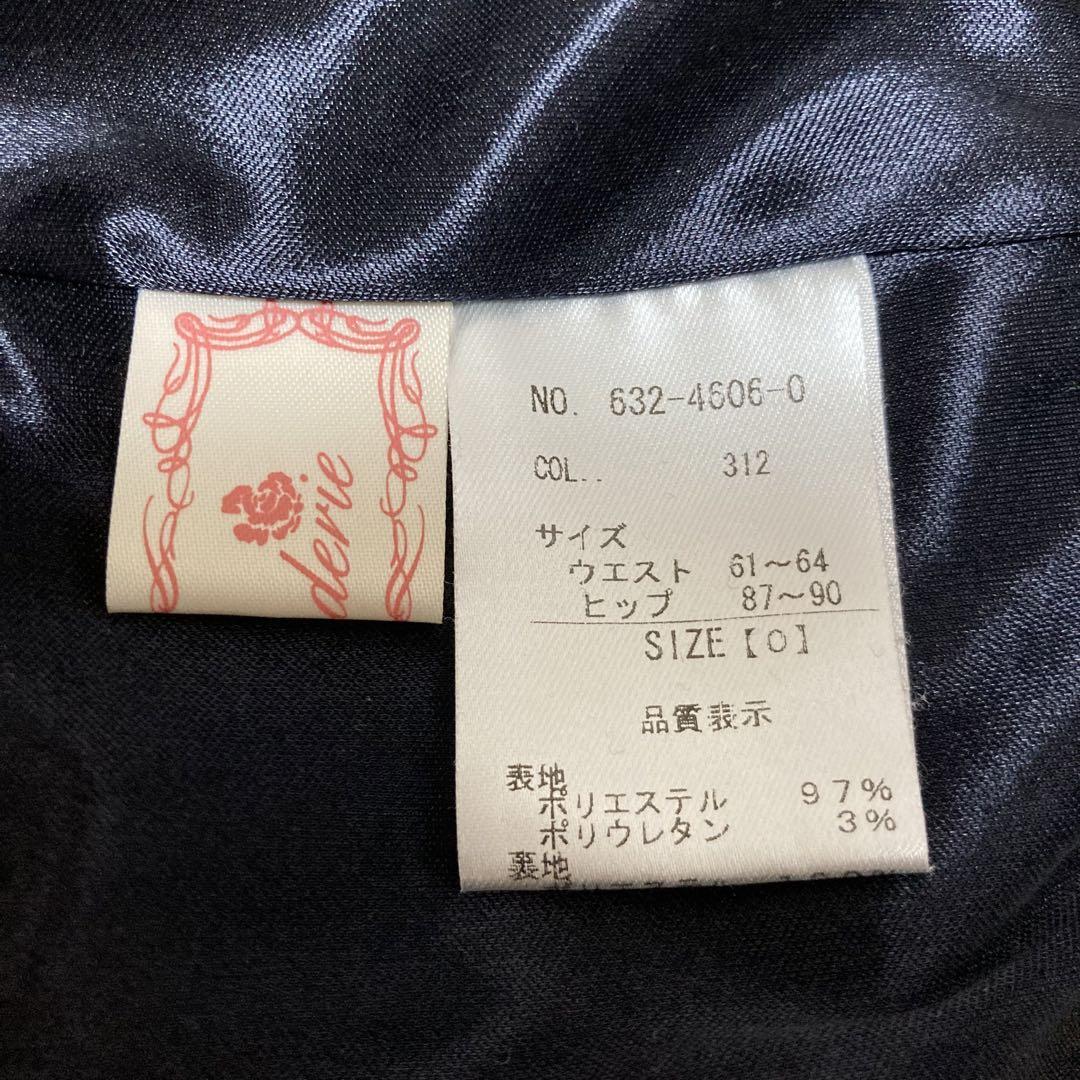 derie
NO. 632-4606-0
COL.. 312
サイズ
ウエスト 61〜64
ヒップ 87〜90
SIZE【0】
品質表示
表地
ポリエステル 97%
ポリウレタン 3%
裏地